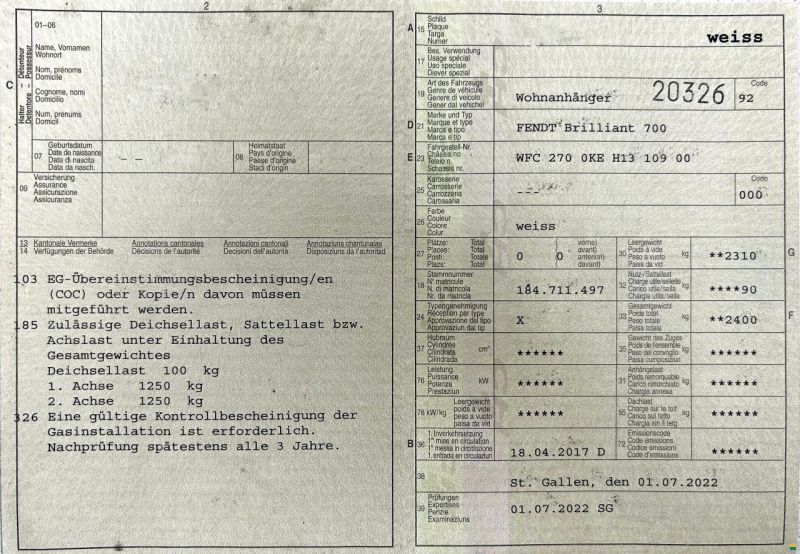 2
01–06
Name, Vornamen
Wohnort
Nom, prénoms
Domicile
Cognome, nomi
Domicilio
Num, prenums
Domicil
C
Halter – Détenteur
Detentore – Possessur
07
Geburtsdatum
Date de naissance
Data di nascita
Data da nasch.
– –
08
Heimatstaat
Pays d'origine
Paese d'origine
Stadi d'origin
09
Versicherung
Assurance
Assicurazione
Assicuranza
13 Kantonale Vermerke Annotations cantonales Annotazioni cantonali Annotaziuns chantunalas
14 Verfügungen der Behörde Décisions de l'autorité Decisioni dell'autorità Disposiziuns da l'autoritad
103 EG-Übereinstimmungsbescheinigung/en
(COC) oder Kopie/n davon müssen
mitgeführt werden.
185 Zulässige Deichsellast, Sattellast bzw.
Achslast unter Einhaltung des
Gesamtgewichtes
Deichsellast 100 kg
1. Achse 1250 kg
2. Achse 1250 kg
326 Eine gültige Kontrollbescheinigung der
Gasinstallation ist erforderlich.
Nachprüfung spätestens alle 3 Jahre.
3
A 15
Schild
Plaque
Targa
Numer
weiss
17
Bes. Verwendung
Usage spécial
Uso speciale
Diever spezial
19
Art des Fahrzeugs
Genre de véhicule
Genere di veicolo
Gener dal vehichel
Wohnanhänger
20326
Code
92
D 21
Marke und Typ
Marque et type
Marca e tipo
Marca e tip
FENDT Brilliant 700
E 23
Fahrgestell-Nr.
Châssis no
Telaio n.
Schassis nr.
WFC 270 0KE H13 109 00
25
Karosserie
Carrosserie
Carrozzeria
Carossaria
---
Code
000
26
Farbe
Couleur
Colore
Colur
weiss
27
Plätze: Total
Places: Total
Posti: Totale
Plazs: Total
0
( vorne)
( avant)
( anteriori)
( davant)
0
30
Leergewicht
Poids à vide
Peso a vuoto
Paisa da vid
kg
**2310
G
18
Stammnummer
N° matricule
N. di matricola
Nr. da matricla
184.711.497
32
Nutz-/Sattellast
Charge utile/sellette
Carico utile/sella
Chargia utila/sella
kg
****90
24
Typengenehmigung
Réception par type
Approvazione del tipo
Approvaziun dal tip
X
33
Gesamtgewicht
Poids total
Peso totale
Paisa totala
kg
**2400
F
37
Hubraum
Cylindrée
Cilindrata
Cilindrada
cm³
******
35
Gewicht des Zuges
Poids de l'ensemble
Peso del convoglio
Paisa cumposiziun
kg
******
76
Leistung
Puissance
Potenza
Prestaziun
kW
******
31
Anhängelast
Poids remorquable
Carico rimorchiato
Chargia annexa
kg
******
78 kW/kg
Leergewicht
poids à vide
peso a vuoto
paisa da vid
******
55
Dachlast
Charge sur le toit
Carico sul tetto
Chargia sin il tetg
kg
******
B 36
1. Inverkehrsetzung
1re mise en circulation
1a messa in circolazione
1. entrada en circulaziun
18.04.2017 D
72
Emissionscode
Code émissions
Codice emissioni
Code d'emissiuns
******
38
St. Gallen, den 01.07.2022
39
Prüfungen
Expertises
Perizie
Examinaziuns
01.07.2022 SG